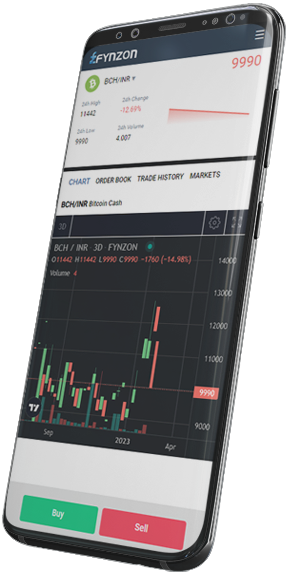 FYNZON
9990
BCH/INR
24h High
11442
24h Change
-12.69%
24h Low
9990
24h Volume
4.007
CHART ORDER BOOK TRADE HISTORY MARKETS
BCH/INR Bitcoin Cash
3D
BCH / INR · 3D · FYNZON
O11442 H11442 L9990 C9990 -1760 (-14.98%)
Volume 4
14000
13000
12000
11000
9990
9000
Sep 2023 Apr
Buy Sell